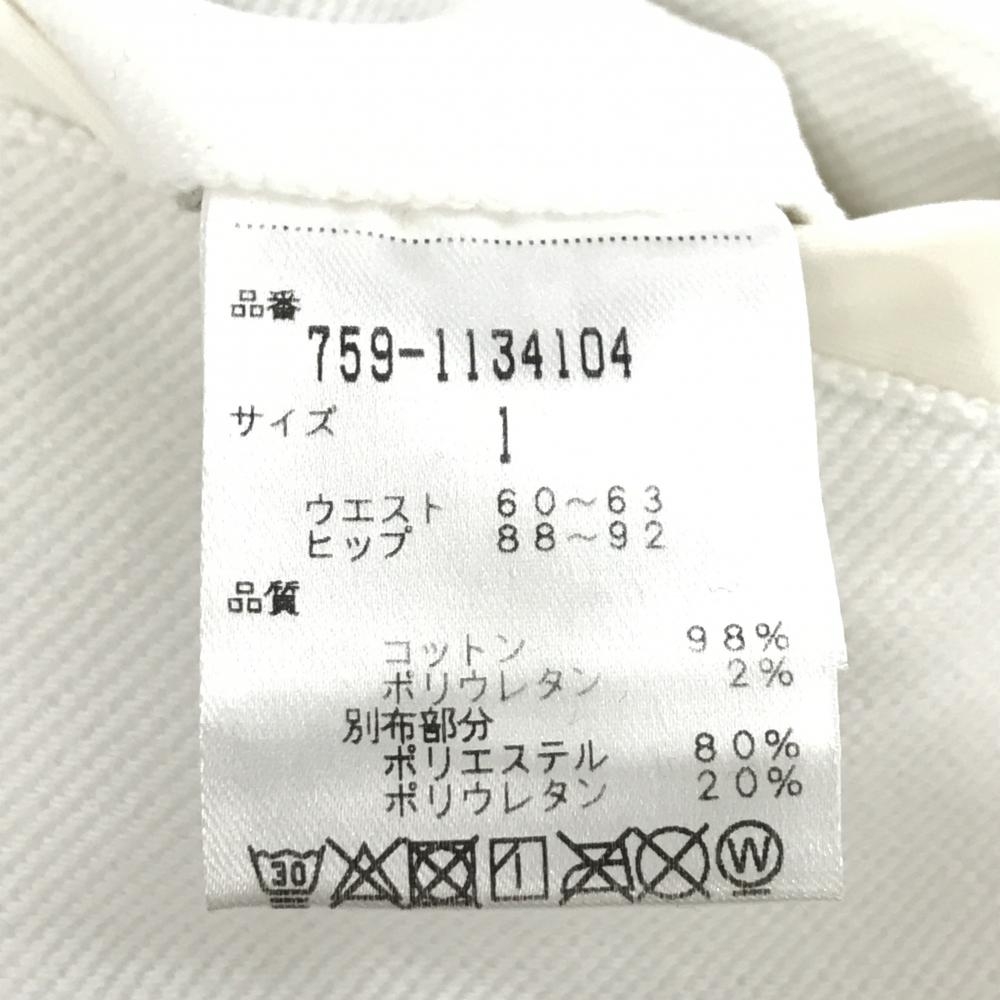 品番
759-1134104
サイズ 1
ウエスト 60~63
ヒップ 88~92
品質
コットン 98%
ポリウレタン 2%
別布部分
ポリエステル 80%
ポリウレタン 20%
30 W